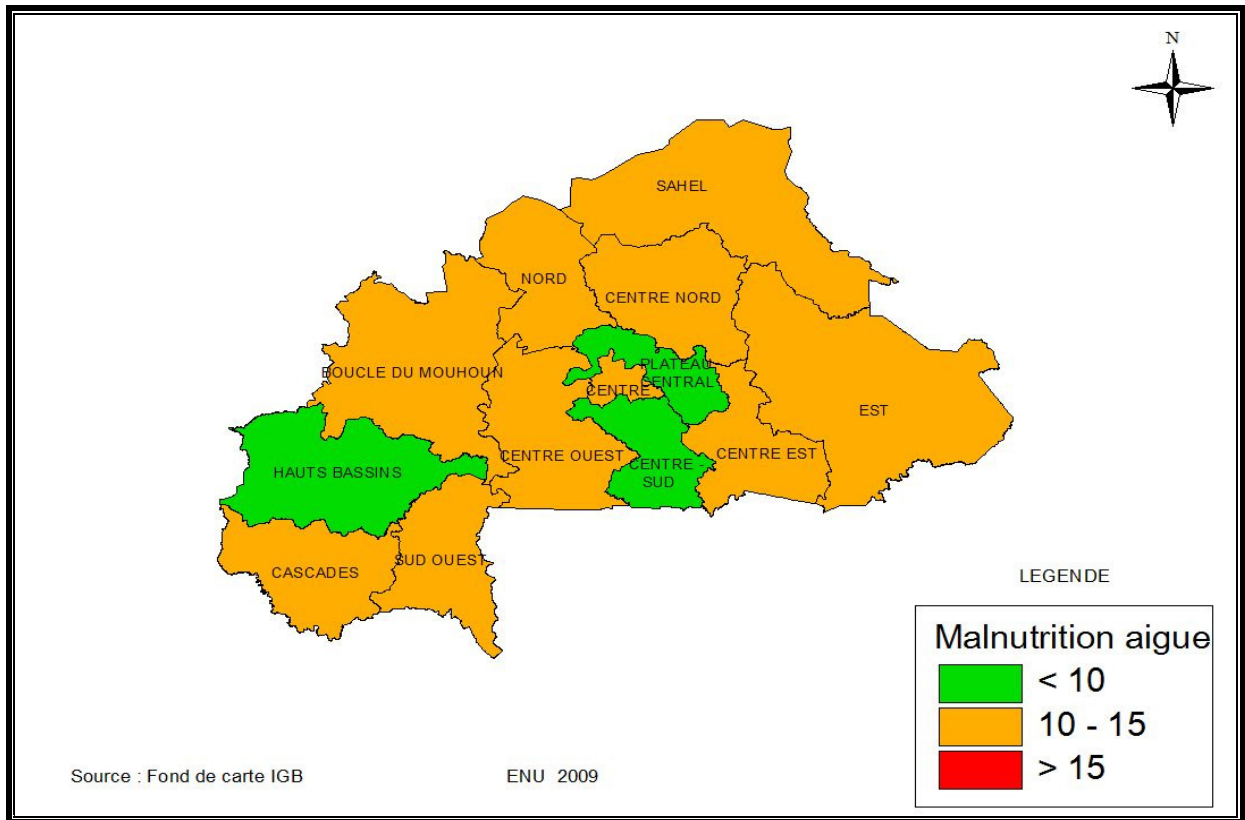 N
SAHEL
NORD
CENTRE NORD
BOUCLE DU MOUHOUN
PLATEAU
CENTRAL
CENTRE
EST
CENTRE OUEST
CENTRE EST
HAUTS BASSINS
CENTRE -
SUD
SUD OUEST
CASCADES
LEGENDE
Malnutrition aigue
< 10
10 - 15
> 15
Source : Fond de carte IGB
ENU 2009